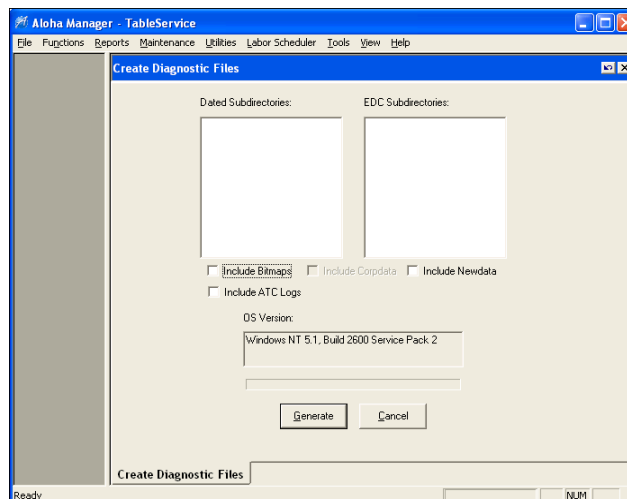 Aloha Manager - TableService
File Functions Reports Maintenance Utilities Labor Scheduler Tools View Help
Create Diagnostic Files
Dated Subdirectories: EDC Subdirectories:
Include Bitmaps Include Corpdata Include Newdata
Include ATC Logs
OS Version:
Windows NT 5.1, Build 2600 Service Pack 2
Generate Cancel
Create Diagnostic Files
Ready NUM